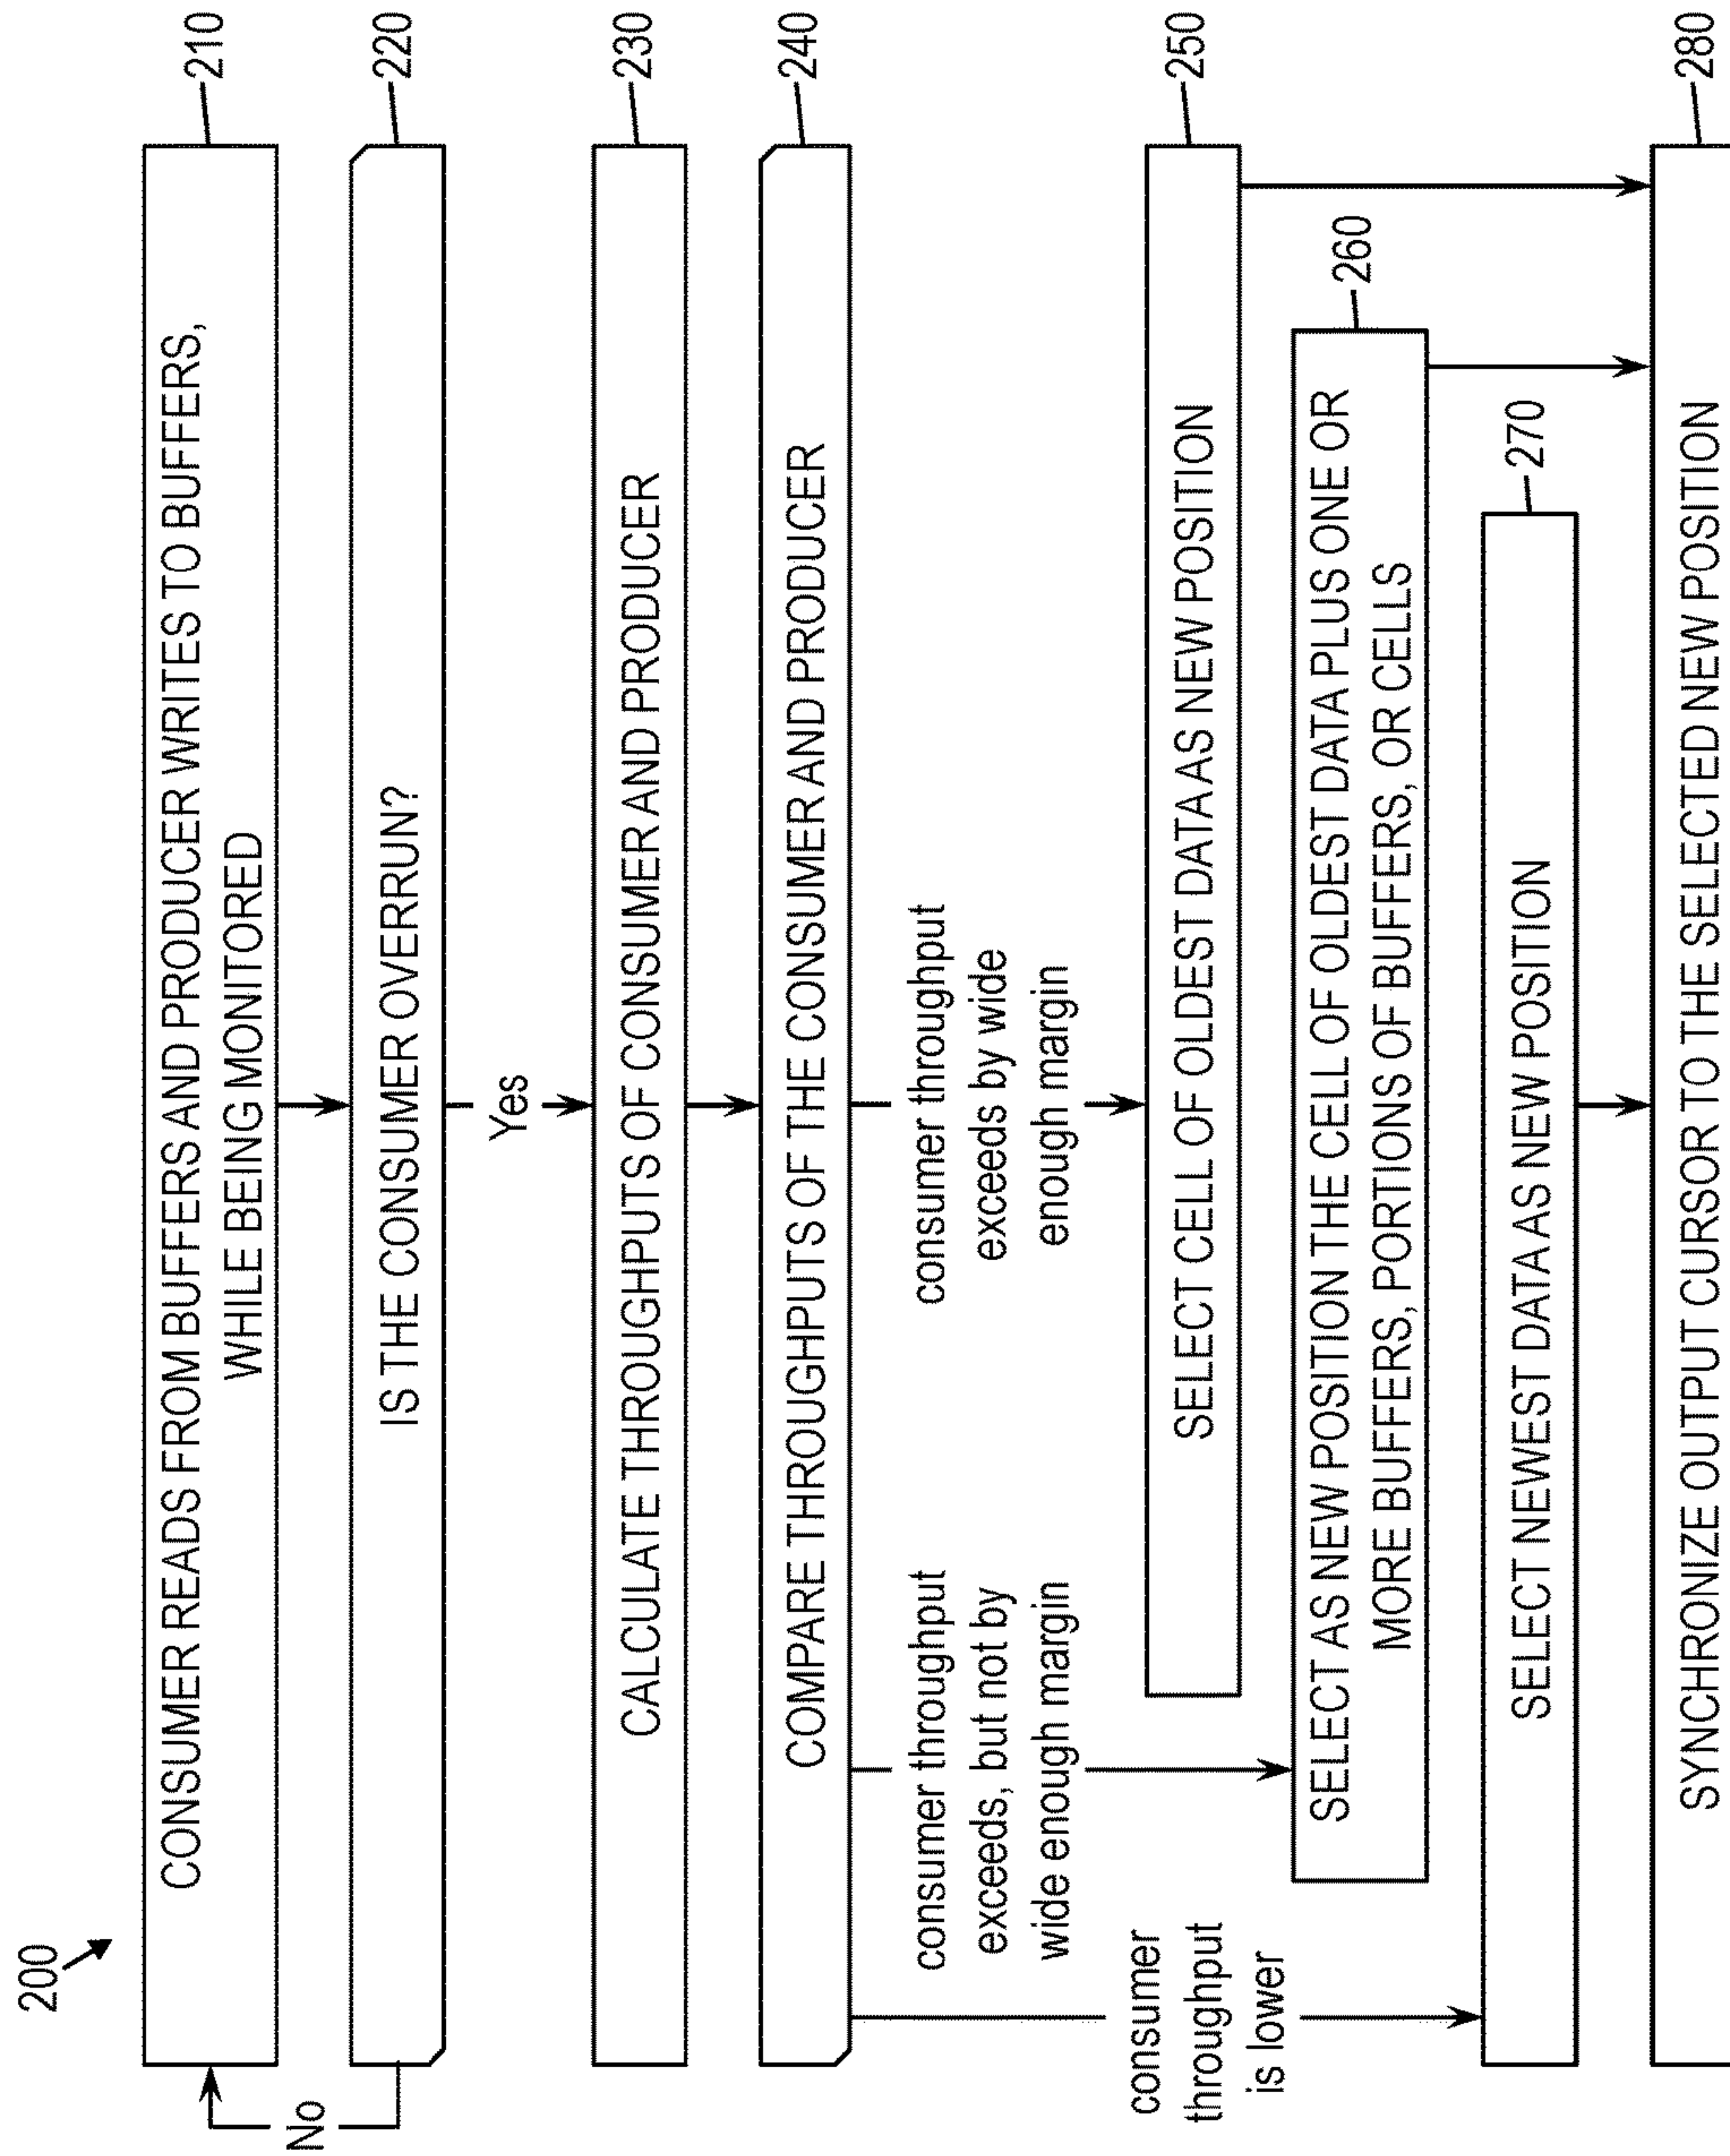 200
CONSUMER READS FROM BUFFERS AND PRODUCER WRITES TO BUFFERS,
WHILE BEING MONITORED
210
No
IS THE CONSUMER OVERRUN?
220
Yes
CALCULATE THROUGHPUTS OF CONSUMER AND PRODUCER
230
COMPARE THROUGHPUTS OF THE CONSUMER AND PRODUCER
240
consumer
throughput
is lower
consumer throughput
exceeds, but not by
wide enough margin
consumer throughput
exceeds by wide
enough margin
SELECT CELL OF OLDEST DATA AS NEW POSITION
250
SELECT AS NEW POSITION THE CELL OF OLDEST DATA PLUS ONE OR
MORE BUFFERS, PORTIONS OF BUFFERS, OR CELLS
260
SELECT NEWEST DATA AS NEW POSITION
270
SYNCHRONIZE OUTPUT CURSOR TO THE SELECTED NEW POSITION
280